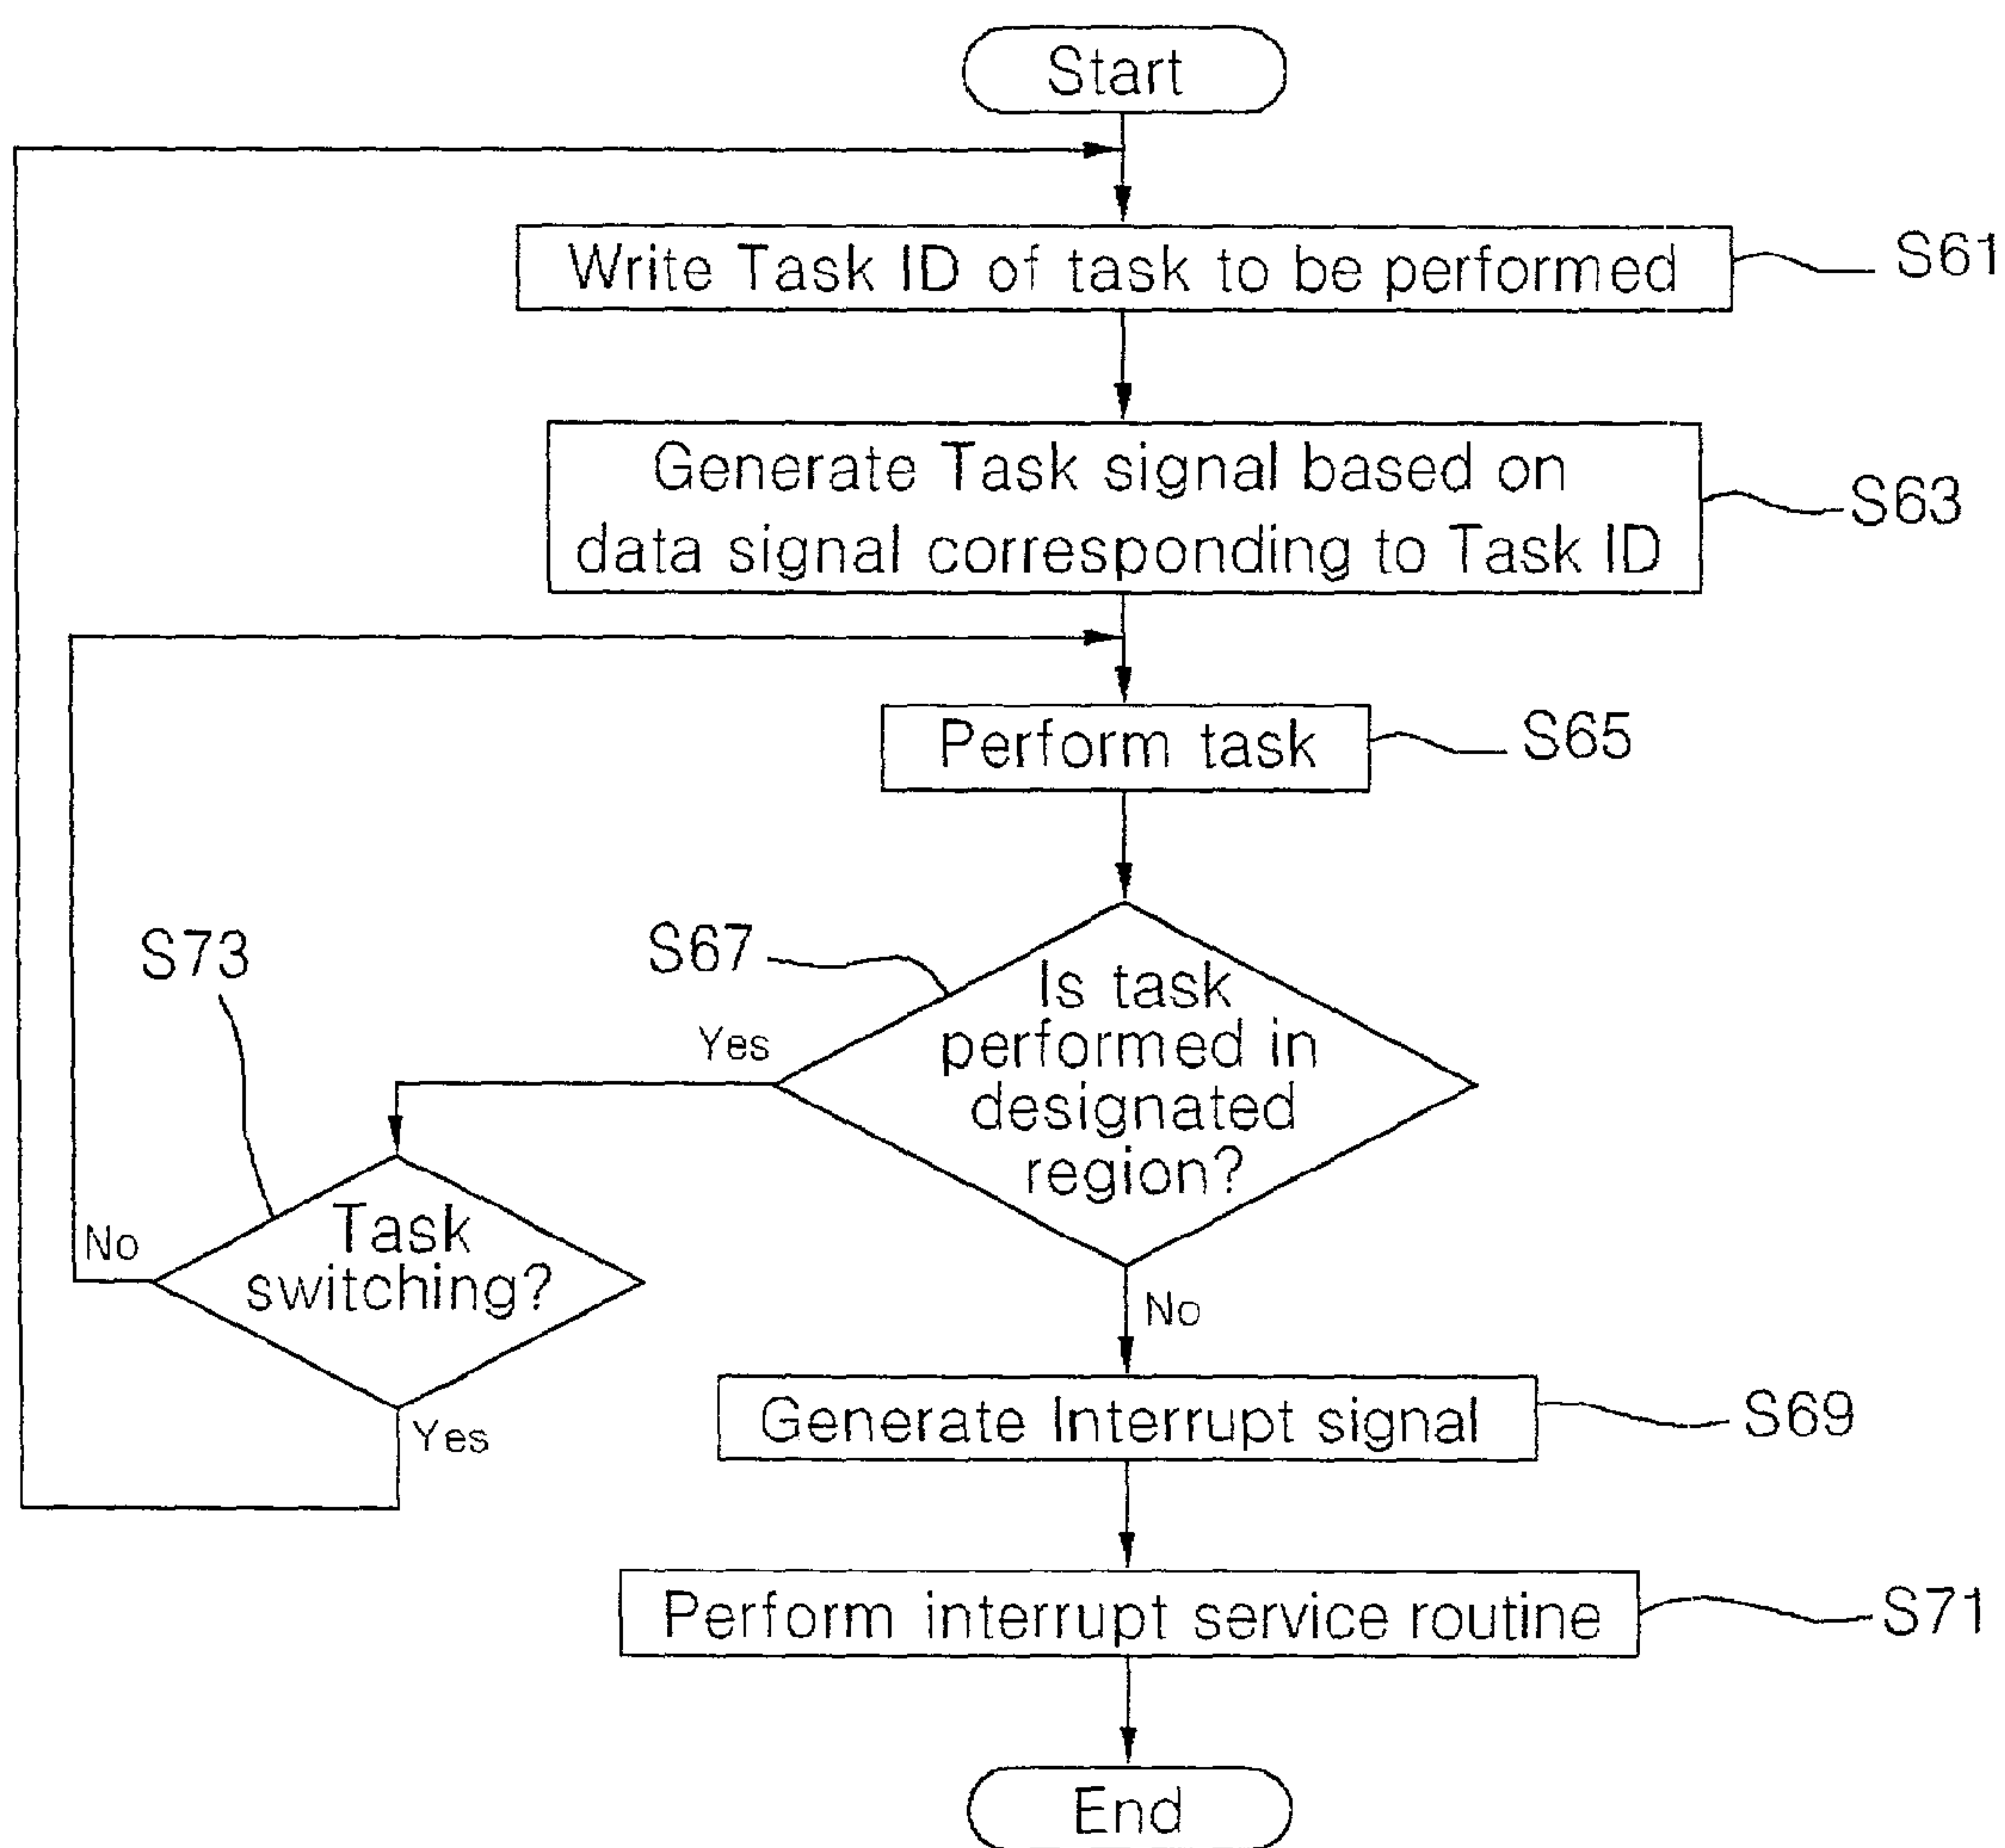 Start
Write Task ID of task to be performed
S61
Generate Task signal based on
data signal corresponding to Task ID
S63
Perform task
S65
S73
S67
Is task
performed in
designated
region?
Yes
Task
switching?
No
Yes
No
Generate Interrupt signal
S69
Perform interrupt service routine
S71
End